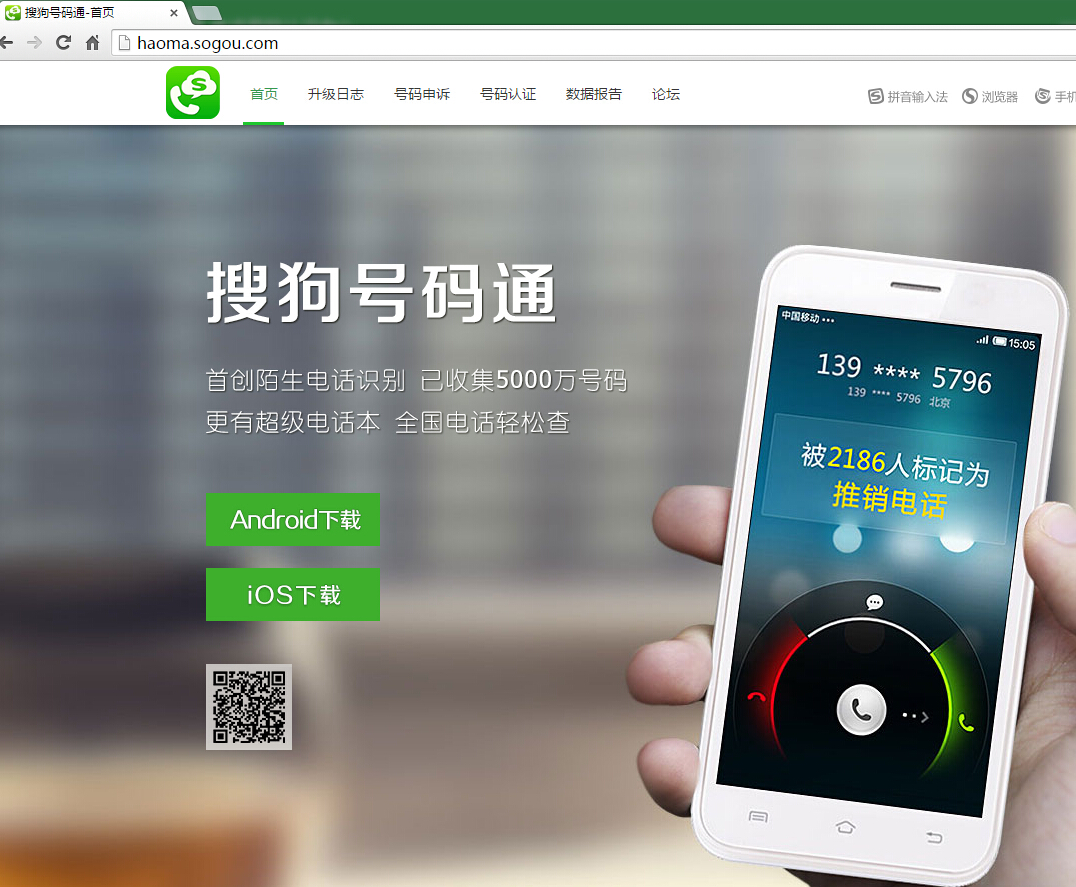 搜狗号码通-首页
haoma.sogou.com
首页 升级日志 号码申诉 号码认证 数据报告 论坛
拼音输入法 浏览器 手机
搜狗号码通
首创陌生电话识别 已收集5000万号码
更有超级电话本 全国电话轻松查
Android下载
iOS下载
中国移动
15:05
139 **** 5796
139 **** 5796 北京
被2186人标记为
推销电话